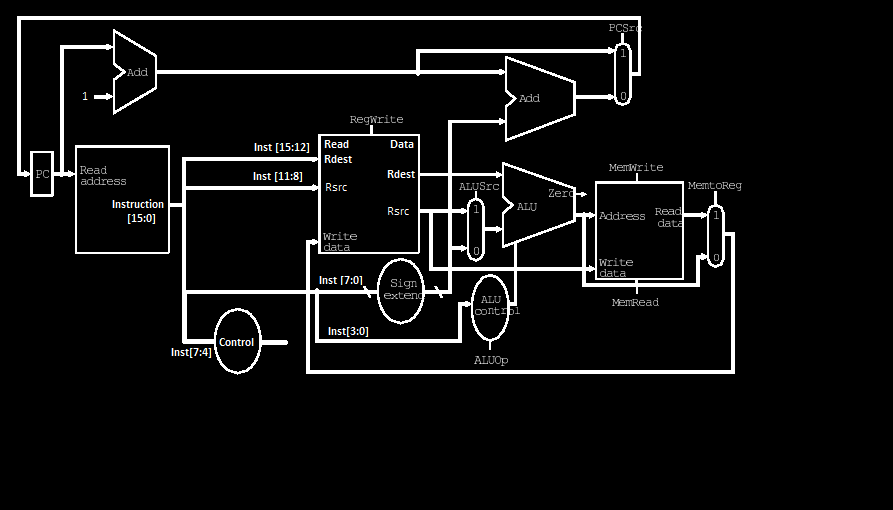 PCSrc
1
Add
Add
1
0
RegWrite
Inst [15:12]
Read
Data
Rdest
PC
Read
address
Inst [11:8]
Rdest
Rsrc
ALUSrc
Zero
MemWrite
MemtoReg
Instruction
[15:0]
Rsrc
1
ALU
Address
Read
data
1
Write
data
0
Write
data
0
Inst [7:0]
Sign
extend
ALU
control
MemRead
Inst[3:0]
Control
Inst[7:4]
ALUOp